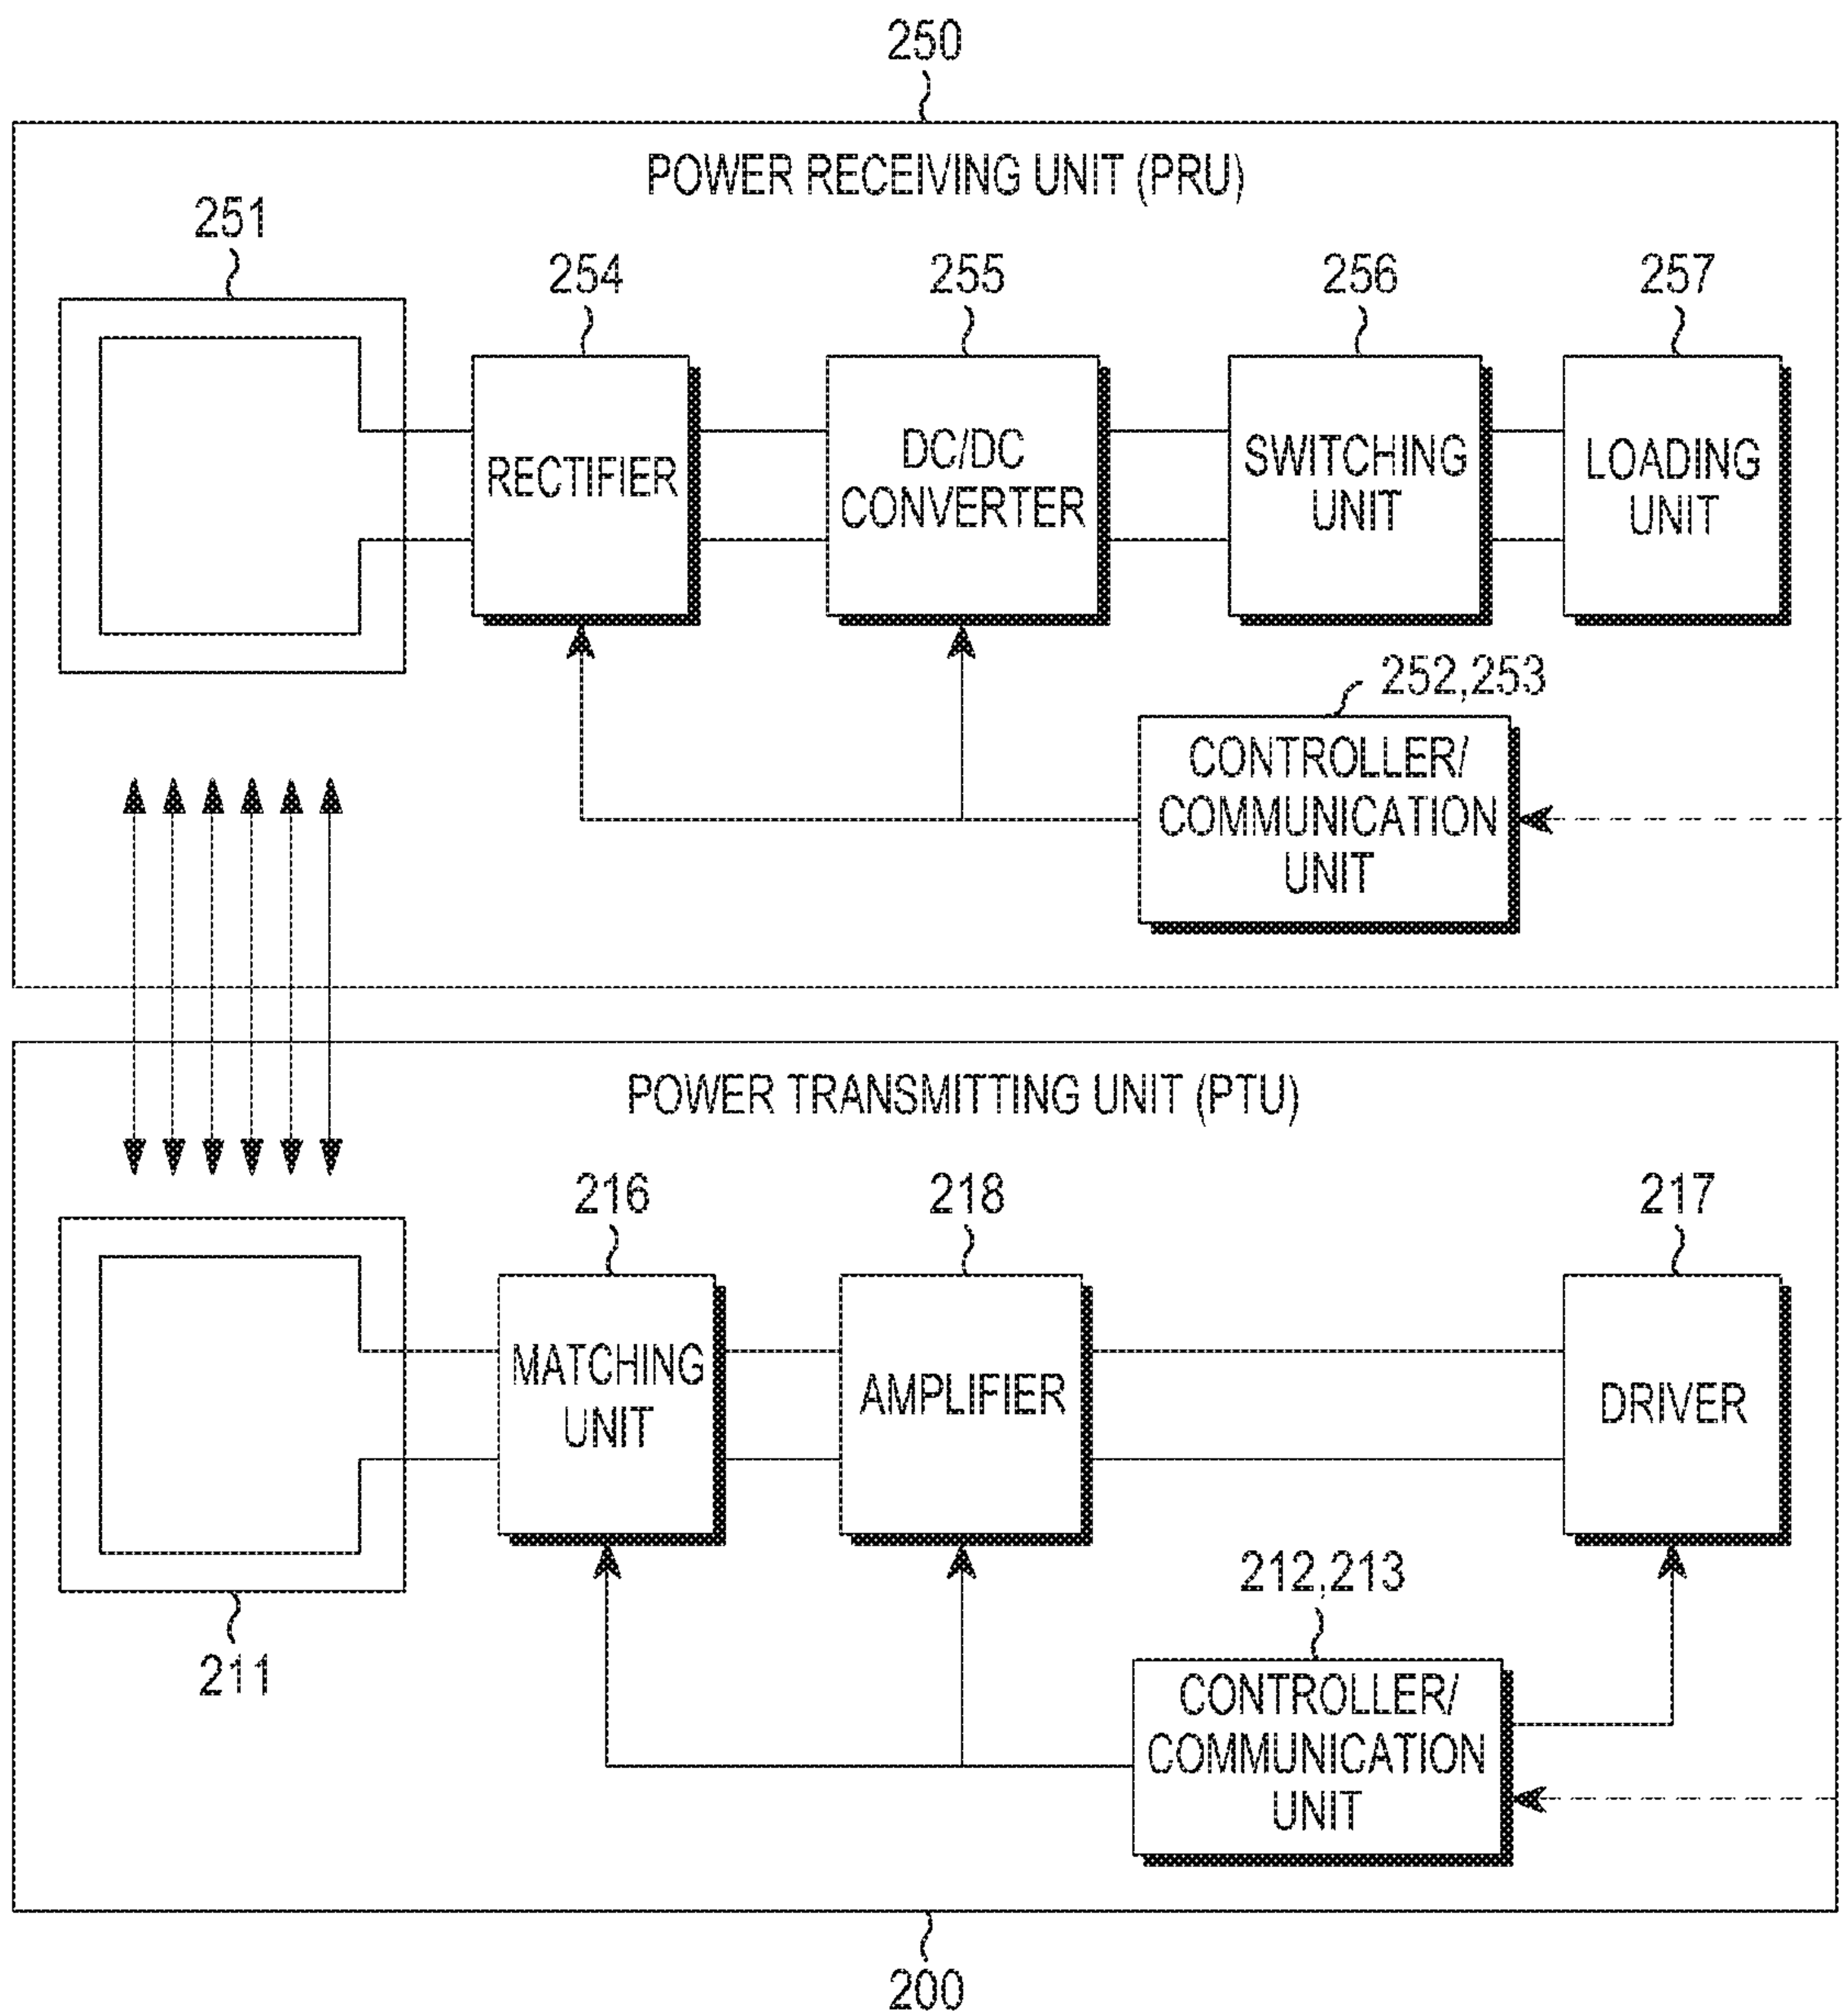 250
POWER RECEIVING UNIT (PRU)
251
254
255
256
257
RECTIFIER
DC/DC
CONVERTER
SWITCHING
UNIT
LOADING
UNIT
252,253
CONTROLLER/
COMMUNICATION
UNIT
POWER TRANSMITTING UNIT (PTU)
216
218
217
MATCHING
UNIT
AMPLIFIER
DRIVER
212,213
211
CONTROLLER/
COMMUNICATION
UNIT
200